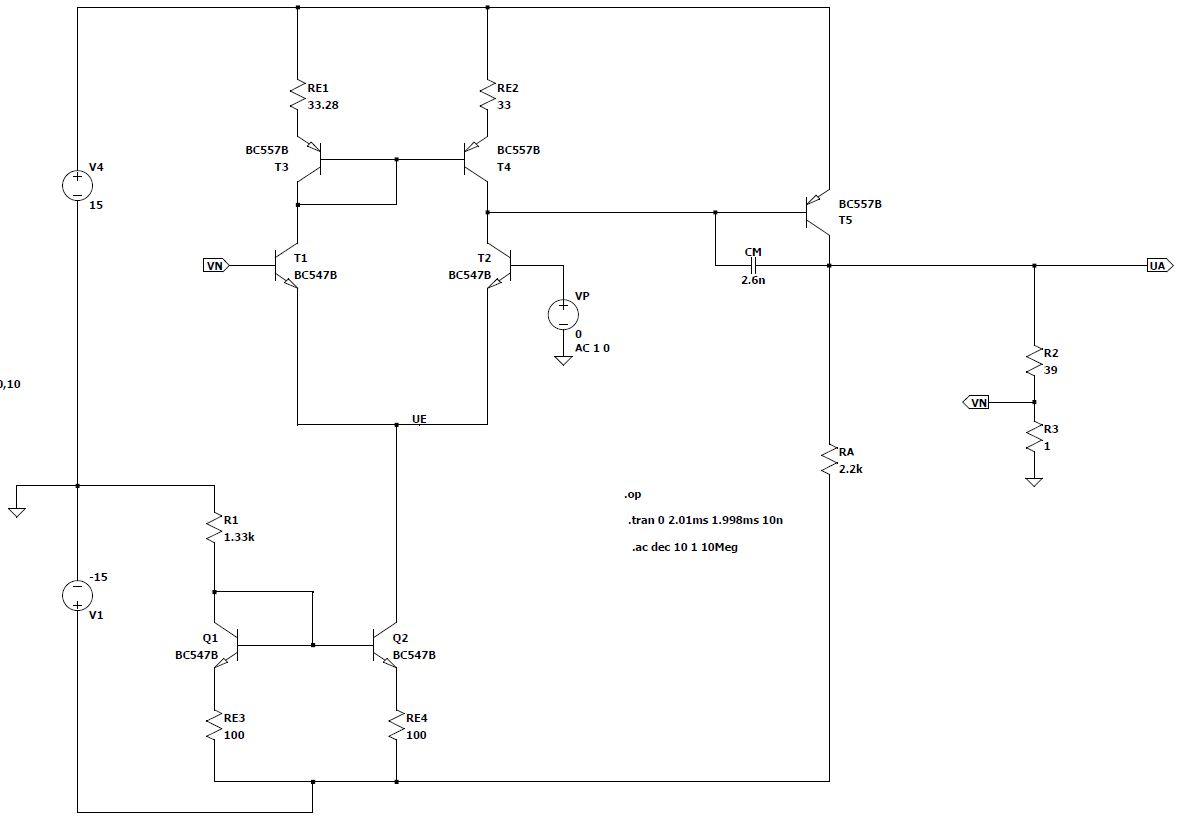 RE1
33.28
RE2
33
BC557B
T3
BC557B
T4
V4
15
BC557B
T5
VN
T1
BC547B
T2
BC547B
CM
2.6n
UA
VP
0
AC 1 0
R2
39
0,10
VN
UE
R3
1
RA
2.2k
.op
.tran 0 2.01ms 1.998ms 10n
.ac dec 10 1 10Meg
R1
1.33k
-15
V1
Q1
BC547B
Q2
BC547B
RE3
100
RE4
100